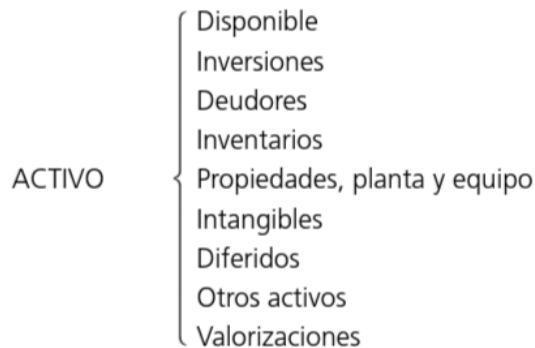 ACTIVO
Disponible
Inversiones
Deudores
Inventarios
Propiedades, planta y equipo
Intangibles
Diferidos
Otros activos
Valorizaciones